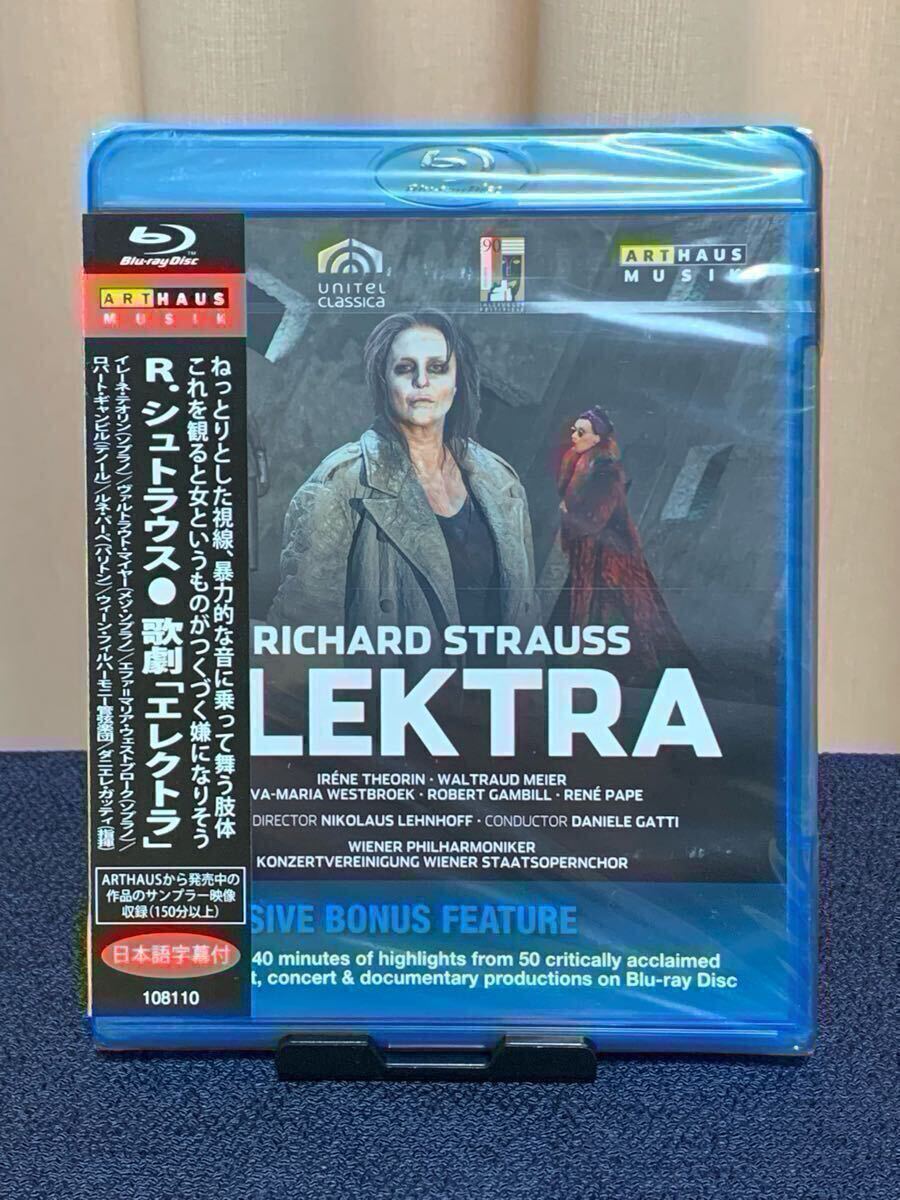 Blu-ray Disc
Blu-ray Disc
ARTHAUS
MUSIK
ねっとりとした視線、暴力的な音に乗って舞う肢体
これを観ると女というものがつくづく嫌になりそう
R.シュトラウス●歌劇「エレクトラ」
イレーネ・テオリン(ソプラノ)/ヴァルトラウト・マイヤー(メゾ・ソプラノ)/エファ=マリア・ウェストブローク(ソプラノ)/
ロバート・ギャンビル(テノール)/ルネ・パーペ(バリトン)/ウィーン・フィルハーモニー管弦楽団/ダニエレ・ガッティ(指揮)
ARTHAUSから発売中の
作品のサンプラー映像
収録(150分以上)
日本語字幕付
108110
UNITEL
CLASSICA
90
ARTHAUS
MUSIK
RICHARD STRAUSS
LEKTRA
IRÉNE THEORIN · WALTRAUD MEIER
VA-MARIA WESTBROEK · ROBERT GAMBILL · RENÉ PAPE
DIRECTOR NIKOLAUS LEHNHOFF · CONDUCTOR DANIELE GATTI
WIENER PHILHARMONIKER
KONZERTVEREINIGUNG WIENER STAATSOPERNCHOR
SIVE BONUS FEATURE
40 minutes of highlights from 50 critically acclaimed
t, concert & documentary productions on Blu-ray Disc